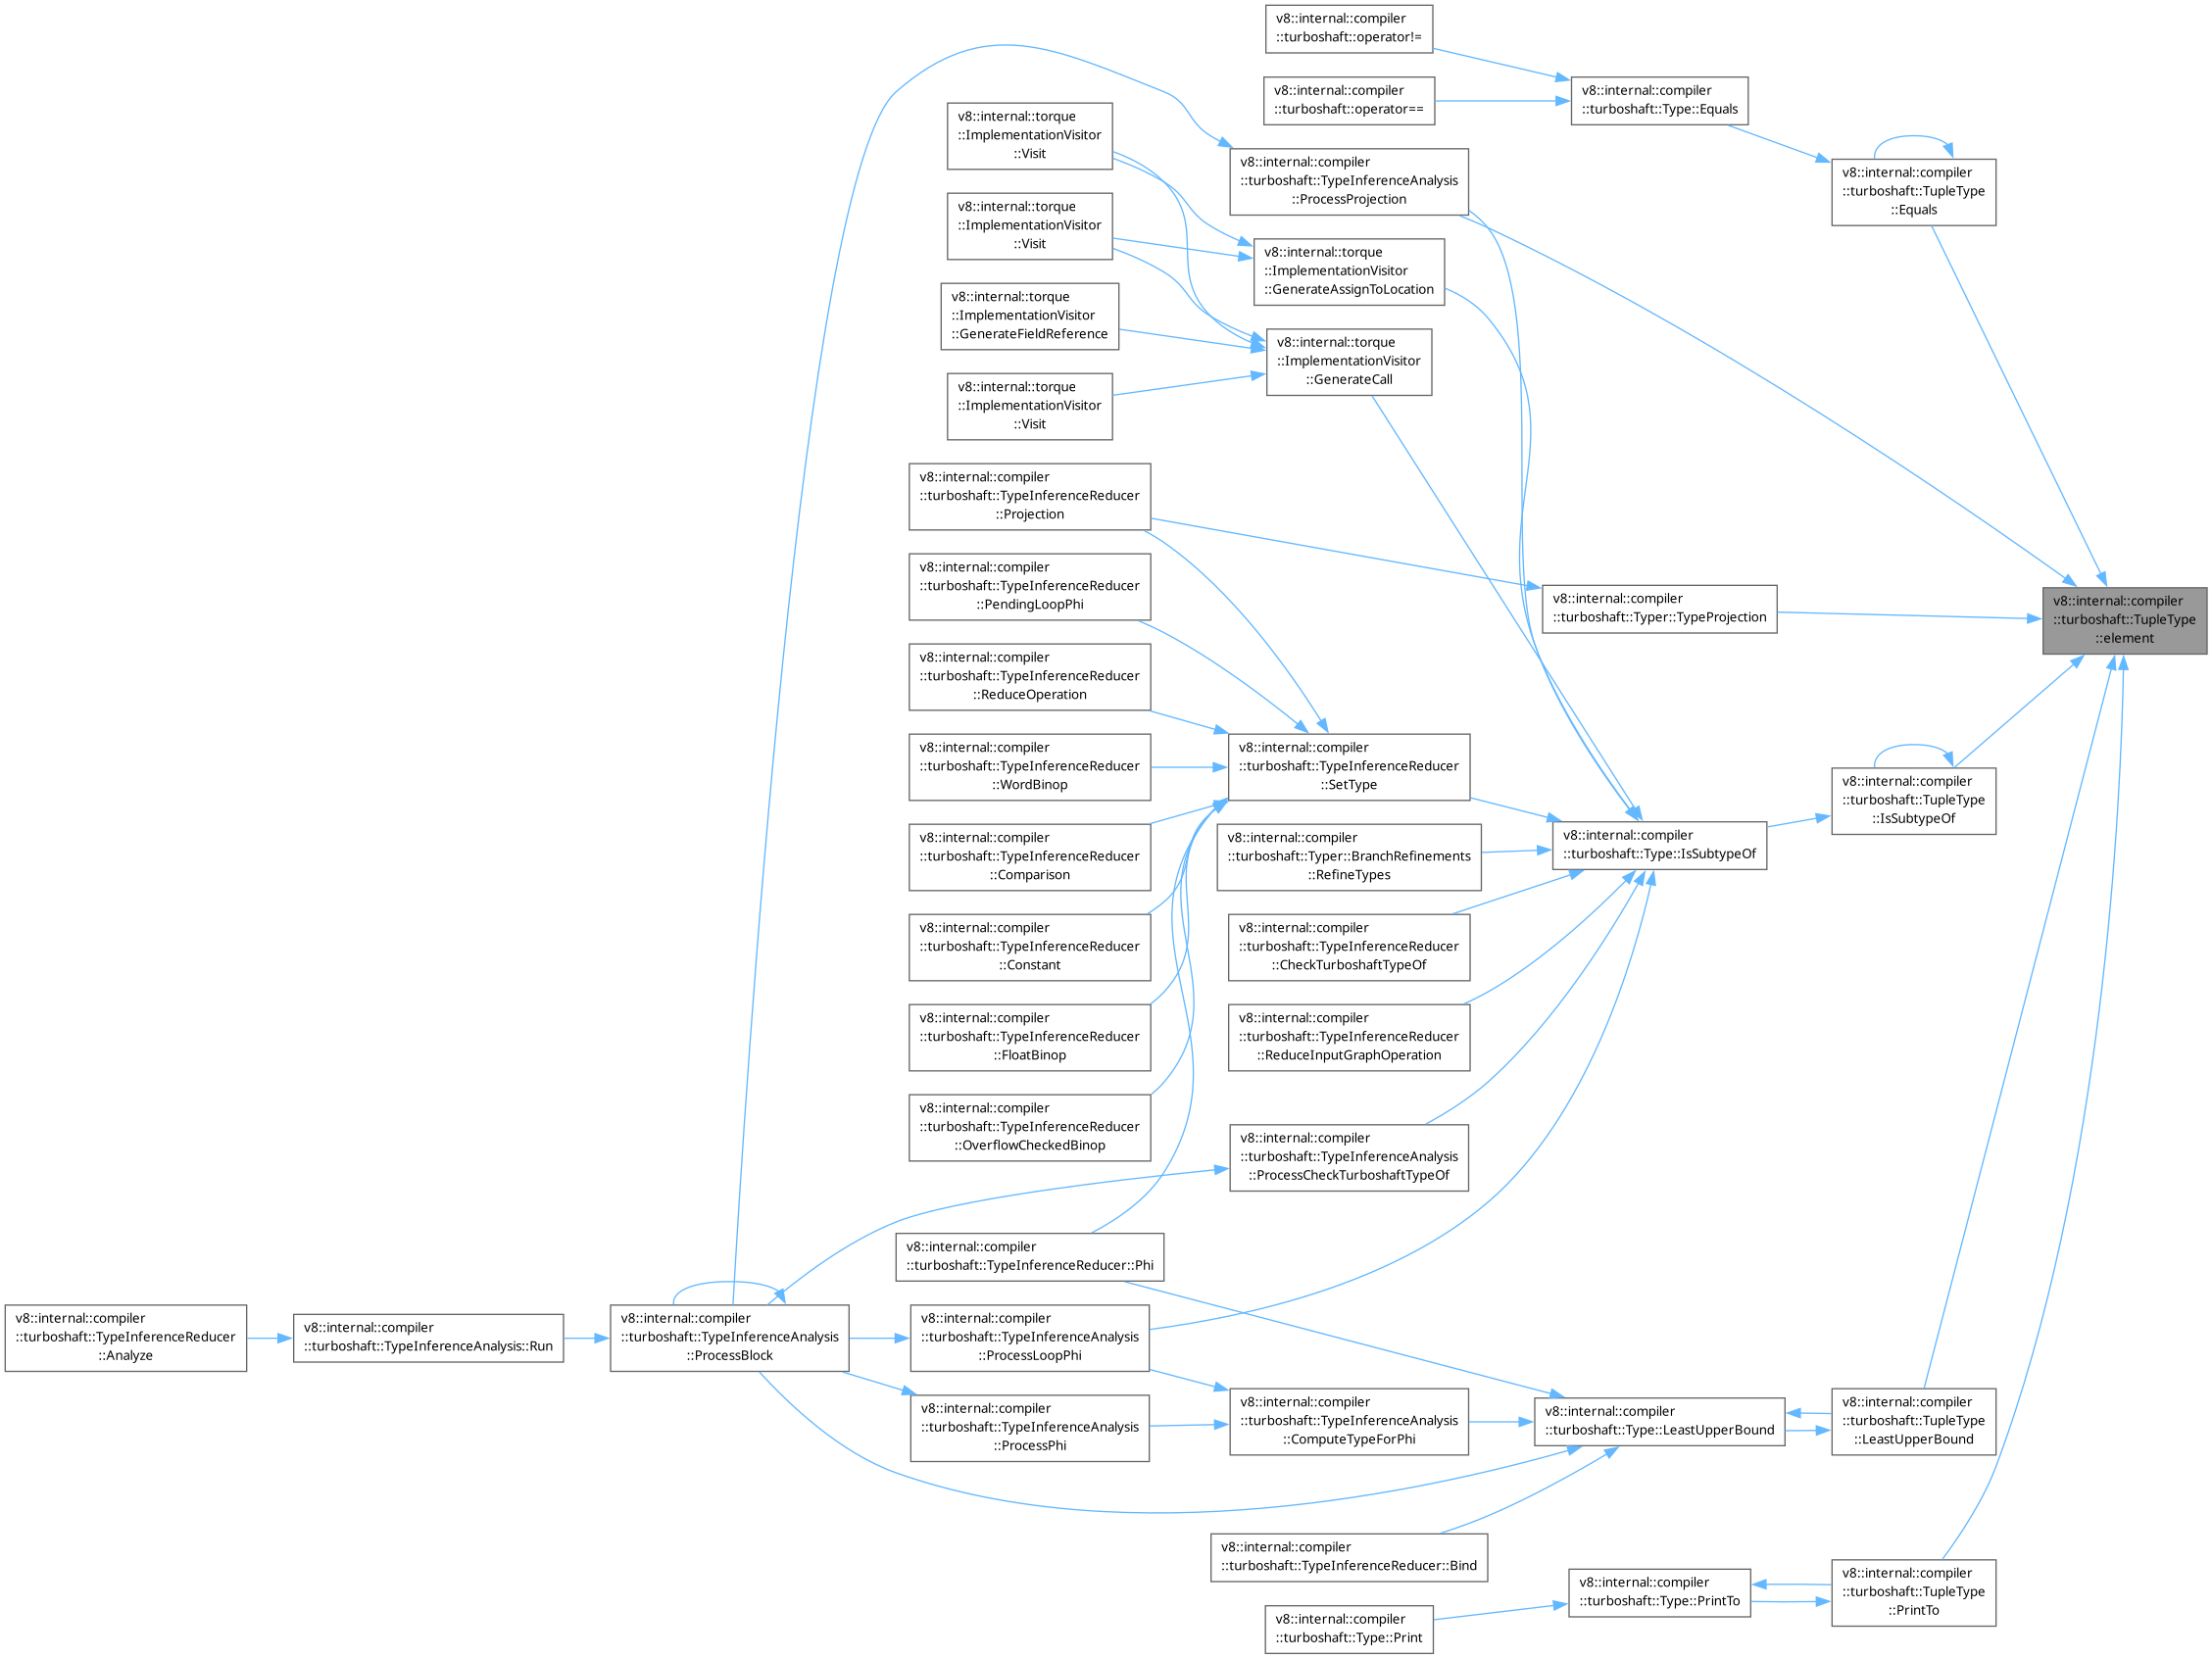 v8::internal::compiler
::turboshaft::operator!=
v8::internal::compiler
::turboshaft::operator==
v8::internal::compiler
::turboshaft::Type::Equals
v8::internal::torque
::ImplementationVisitor
::Visit
v8::internal::compiler
::turboshaft::TypeInferenceAnalysis
::ProcessProjection
v8::internal::compiler
::turboshaft::TupleType
::Equals
v8::internal::torque
::ImplementationVisitor
::Visit
v8::internal::torque
::ImplementationVisitor
::GenerateAssignToLocation
v8::internal::torque
::ImplementationVisitor
::GenerateFieldReference
v8::internal::torque
::ImplementationVisitor
::GenerateCall
v8::internal::torque
::ImplementationVisitor
::Visit
v8::internal::compiler
::turboshaft::TypeInferenceReducer
::Projection
v8::internal::compiler
::turboshaft::TypeInferenceReducer
::PendingLoopPhi
v8::internal::compiler
::turboshaft::Typer::TypeProjection
v8::internal::compiler
::turboshaft::TupleType
::element
v8::internal::compiler
::turboshaft::TypeInferenceReducer
::ReduceOperation
v8::internal::compiler
::turboshaft::TypeInferenceReducer
::WordBinop
v8::internal::compiler
::turboshaft::TypeInferenceReducer
::SetType
v8::internal::compiler
::turboshaft::TupleType
::IsSubtypeOf
v8::internal::compiler
::turboshaft::TypeInferenceReducer
::Comparison
v8::internal::compiler
::turboshaft::Typer::BranchRefinements
::RefineTypes
v8::internal::compiler
::turboshaft::Type::IsSubtypeOf
v8::internal::compiler
::turboshaft::TypeInferenceReducer
::Constant
v8::internal::compiler
::turboshaft::TypeInferenceReducer
::CheckTurboshaftTypeOf
v8::internal::compiler
::turboshaft::TypeInferenceReducer
::FloatBinop
v8::internal::compiler
::turboshaft::TypeInferenceReducer
::ReduceInputGraphOperation
v8::internal::compiler
::turboshaft::TypeInferenceReducer
::OverflowCheckedBinop
v8::internal::compiler
::turboshaft::TypeInferenceAnalysis
::ProcessCheckTurboshaftTypeOf
v8::internal::compiler
::turboshaft::TypeInferenceReducer::Phi
v8::internal::compiler
::turboshaft::TypeInferenceReducer
::Analyze
v8::internal::compiler
::turboshaft::TypeInferenceAnalysis::Run
v8::internal::compiler
::turboshaft::TypeInferenceAnalysis
::ProcessBlock
v8::internal::compiler
::turboshaft::TypeInferenceAnalysis
::ProcessLoopPhi
v8::internal::compiler
::turboshaft::TypeInferenceAnalysis
::ProcessPhi
v8::internal::compiler
::turboshaft::TypeInferenceAnalysis
::ComputeTypeForPhi
v8::internal::compiler
::turboshaft::Type::LeastUpperBound
v8::internal::compiler
::turboshaft::TupleType
::LeastUpperBound
v8::internal::compiler
::turboshaft::TypeInferenceReducer::Bind
v8::internal::compiler
::turboshaft::Type::PrintTo
v8::internal::compiler
::turboshaft::TupleType
::PrintTo
v8::internal::compiler
::turboshaft::Type::Print